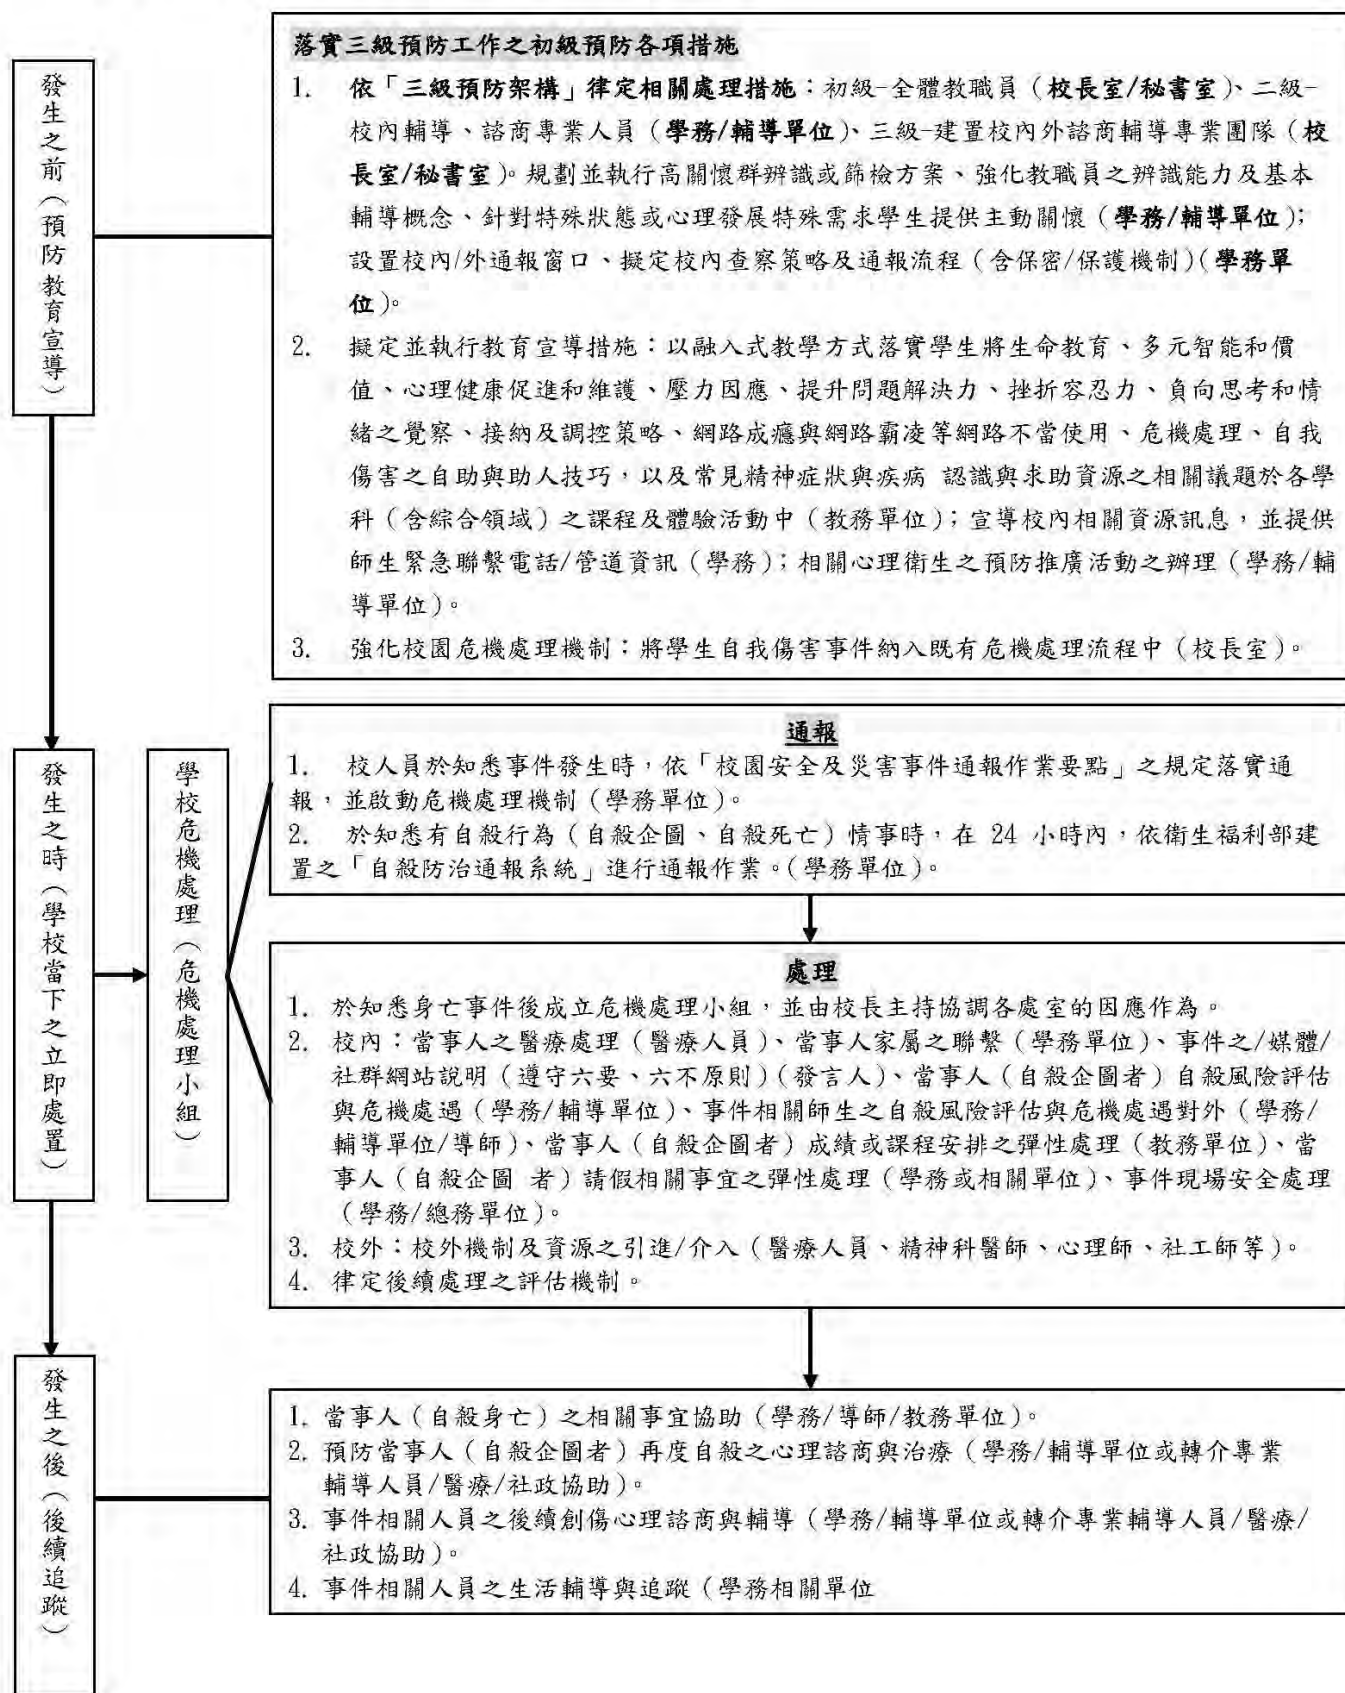 發生之前（預防教育宣導）
落實三級預防工作之初級預防各項措施
1. 依「三級預防架構」律定相關處理措施：初級-全體教職員（校長室/秘書室）、二級-
校內輔導、諮商專業人員（學務/輔導單位）、三級-建置校內外諮商輔導專業團隊（校
長室/秘書室）。規劃並執行高關懷群辨識或篩檢方案、強化教職員之辨識能力及基本
輔導概念、針對特殊狀態或心理發展特殊需求學生提供主動關懷（學務/輔導單位）；
設置校內/外通報窗口、擬定校內查察策略及通報流程（含保密/保護機制）（學務單
位）。
2. 擬定並執行教育宣導措施：以融入式教學方式落實學生將生命教育、多元智能和價
值、心理健康促進和維護、壓力因應、提升問題解決力、挫折容忍力、負向思考和情
緒之覺察、接納及調控策略、網路成癮與網路霸凌等網路不當使用、危機處理、自我
傷害之自助與助人技巧，以及常見精神症狀與疾病 認識與求助資源之相關議題於各學
科（含綜合領域）之課程及體驗活動中（教務單位）；宣導校內相關資源訊息，並提供
師生緊急聯繫電話/管道資訊（學務）；相關心理衛生之預防推廣活動之辦理（學務/輔
導單位）。
3. 強化校園危機處理機制：將學生自我傷害事件納入既有危機處理流程中（校長室）。
發生之時（學校當下之立即處置）
學校危機處理（危機處理小組）
通報
1. 校人員於知悉事件發生時，依「校園安全及災害事件通報作業要點」之規定落實通
報，並啟動危機處理機制（學務單位）。
2. 於知悉有自殺行為（自殺企圖、自殺死亡）情事時，在 24 小時內，依衛生福利部建
置之「自殺防治通報系統」進行通報作業。（學務單位）。
處理
1. 於知悉身亡事件後成立危機處理小組，並由校長主持協調各處室的因應作為。
2. 校內：當事人之醫療處理（醫療人員）、當事人家屬之聯繫（學務單位）、事件之/媒體/
社群網站說明（遵守六要、六不原則）（發言人）、當事人（自殺企圖者）自殺風險評估
與危機處遇（學務/輔導單位）、事件相關師生之自殺風險評估與危機處遇對外（學務/
輔導單位/導師）、當事人（自殺企圖者）成績或課程安排之彈性處理（教務單位）、當
事人（自殺企圖 者）請假相關事宜之彈性處理（學務或相關單位）、事件現場安全處理
（學務/總務單位）。
3. 校外：校外機制及資源之引進/介入（醫療人員、精神科醫師、心理師、社工師等）。
4. 律定後續處理之評估機制。
發生之後（後續追蹤）
1. 當事人（自殺身亡）之相關事宜協助（學務/導師/教務單位）。
2. 預防當事人（自殺企圖者）再度自殺之心理諮商與治療（學務/輔導單位或轉介專業
輔導人員/醫療/社政協助）。
3. 事件相關人員之後續創傷心理諮商與輔導（學務/輔導單位或轉介專業輔導人員/醫療/
社政協助）。
4. 事件相關人員之生活輔導與追蹤（學務相關單位